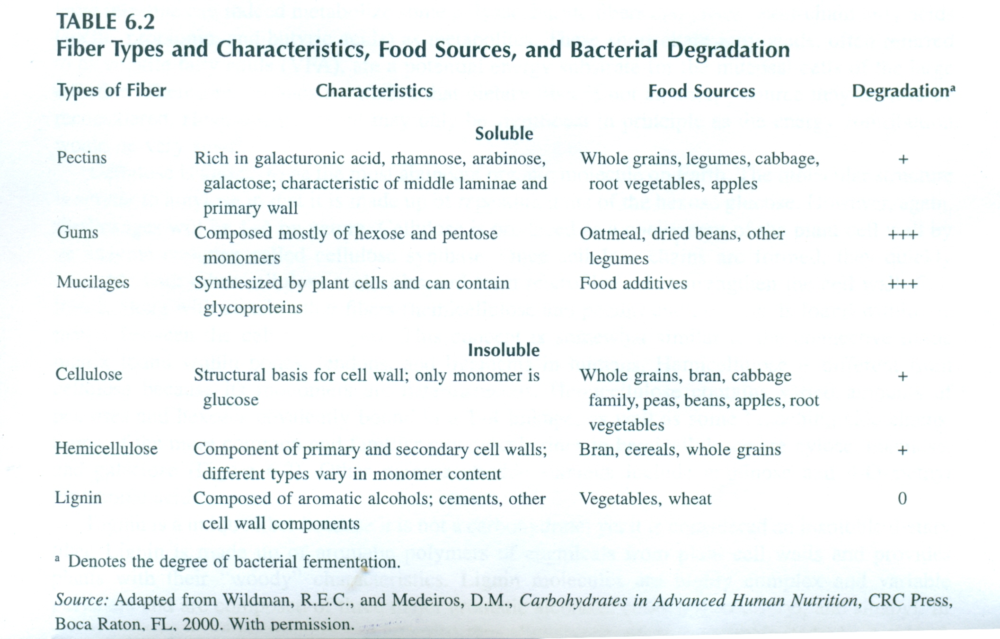 TABLE 6.2
Fiber Types and Characteristics, Food Sources, and Bacterial Degradation
Types of Fiber Characteristics Food Sources Degradationᵃ
Soluble
Pectins Rich in galacturonic acid, rhamnose, arabinose, Whole grains, legumes, cabbage, +
galactose; characteristic of middle laminae and root vegetables, apples
primary wall
Gums Composed mostly of hexose and pentose Oatmeal, dried beans, other +++
monomers legumes
Mucilages Synthesized by plant cells and can contain Food additives +++
glycoproteins
Insoluble
Cellulose Structural basis for cell wall; only monomer is Whole grains, bran, cabbage +
glucose family, peas, beans, apples, root
vegetables
Hemicellulose Component of primary and secondary cell walls; Bran, cereals, whole grains +
different types vary in monomer content
Lignin Composed of aromatic alcohols; cements, other Vegetables, wheat 0
cell wall components
ᵃ Denotes the degree of bacterial fermentation.
Source: Adapted from Wildman, R.E.C., and Medeiros, D.M., Carbohydrates in Advanced Human Nutrition, CRC Press,
Boca Raton, FL, 2000. With permission.